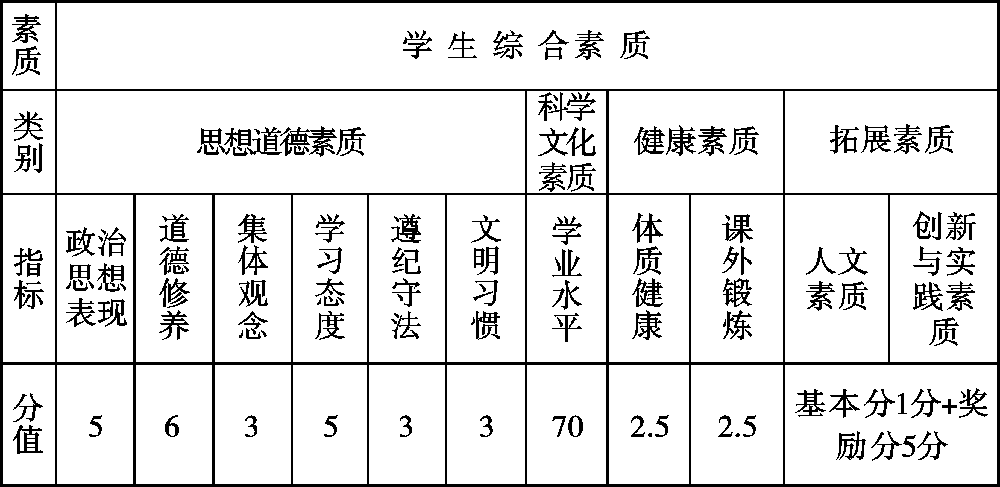 素质
学生综合素质
类别
思想道德素质
科学
文化
素质
健康素质
拓展素质
指标
政治
思想
表现
道德修养
集体观念
学习态度
遵纪守法
文明习惯
学业水平
体质健康
课外锻炼
人文
素质
创新
与实
践素
质
分值
5
6
3
5
3
3
70
2.5
2.5
基本分1分+奖
励分5分